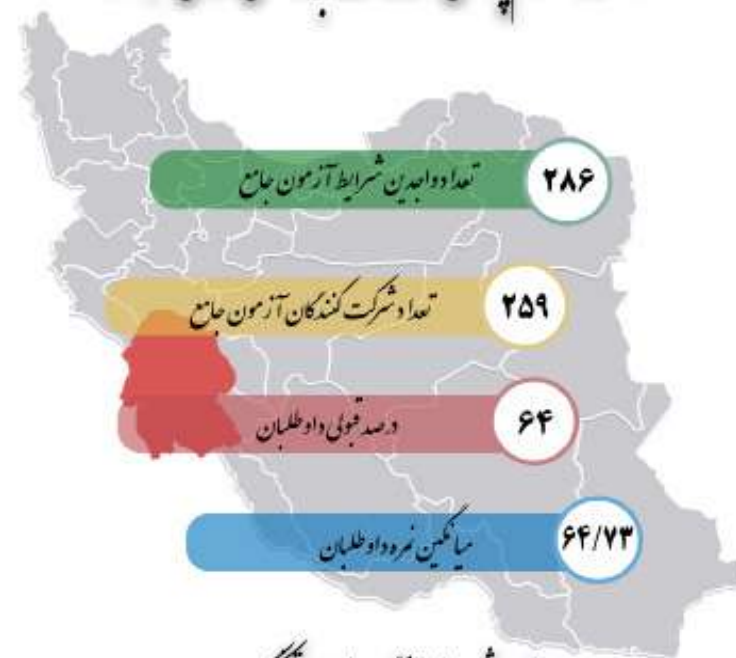 تعداد واجدین شرایط آزمون جامع
۲۸۶
تعداد شرکت کنندگان آزمون جامع
۲۵۹
درصد قبولی داوطلبان
۶۴
میانگین نمره داوطلبان
۶۴/۷۳